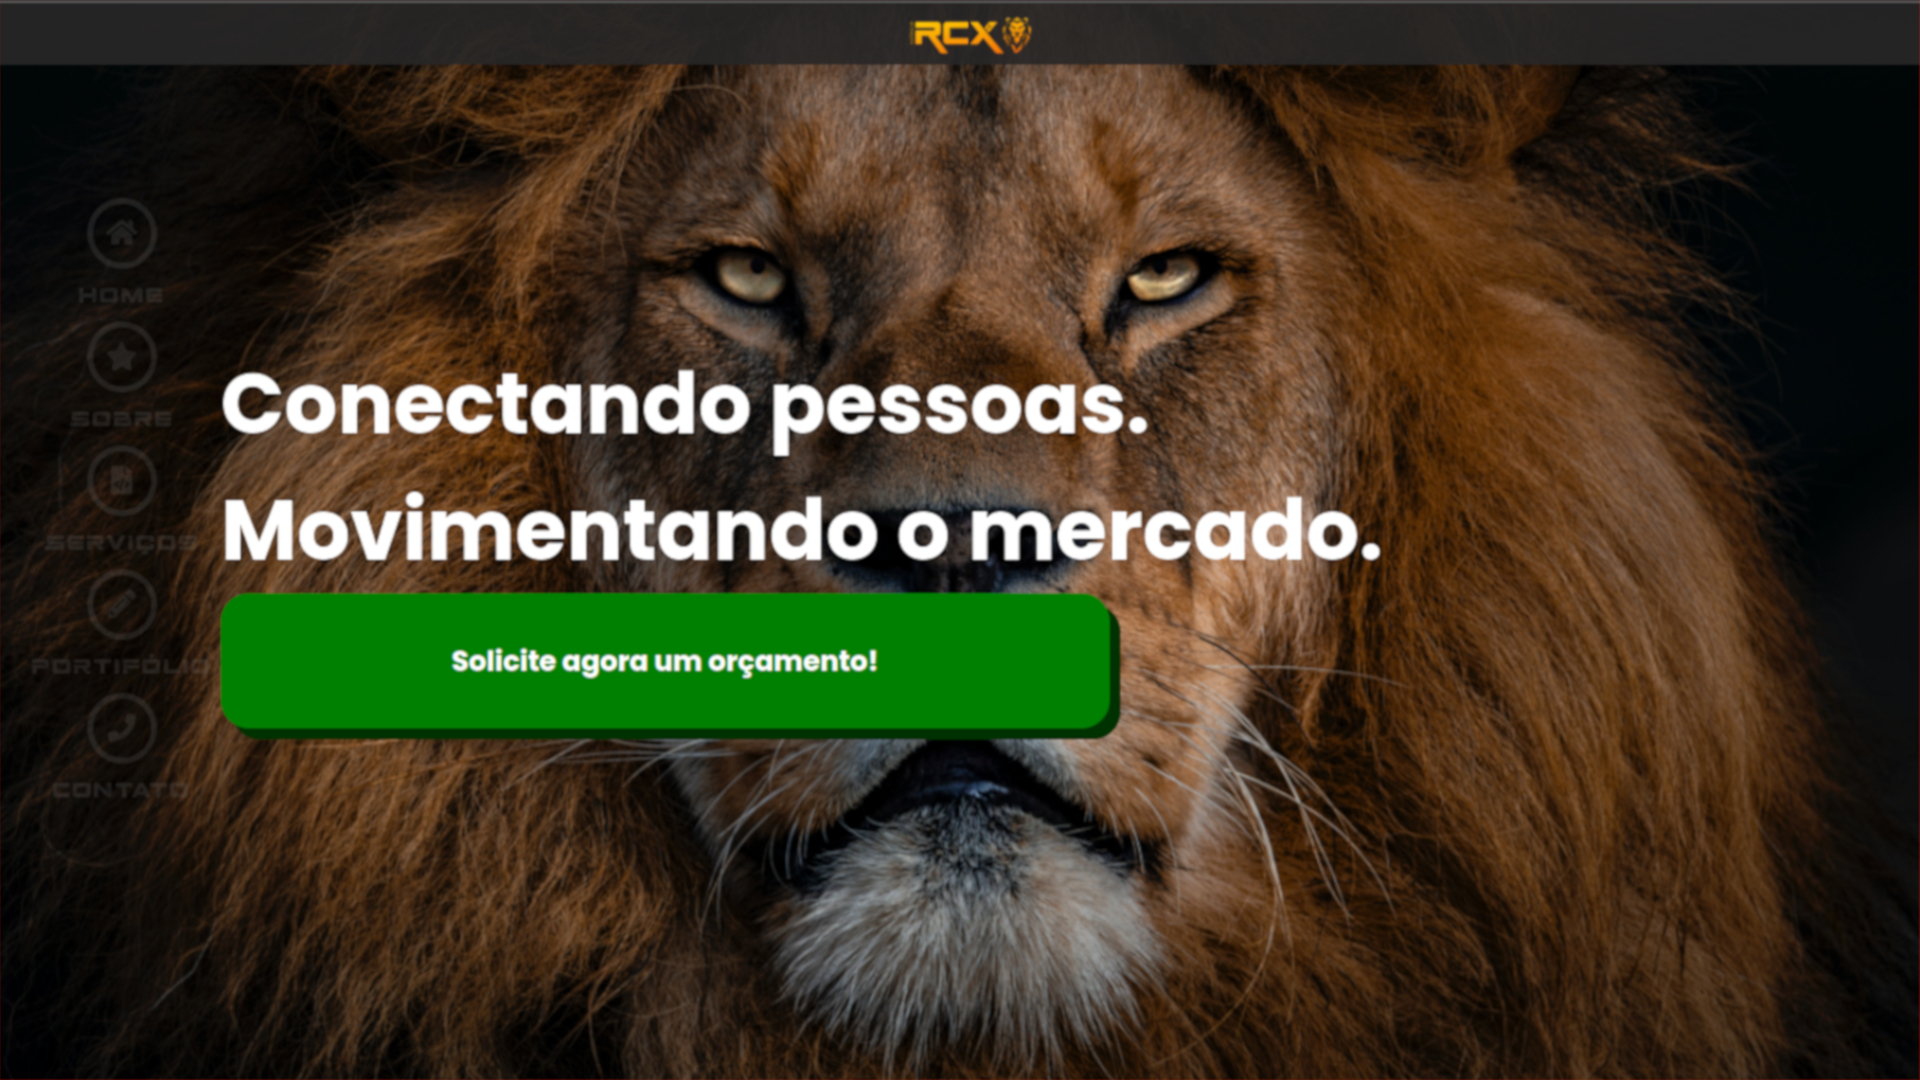 RCX
HOME
SOBRE
SERVIÇOS
PORTIFÓLIO
CONTATO
Conectando pessoas.
Movimentando o mercado.
Solicite agora um orçamento!